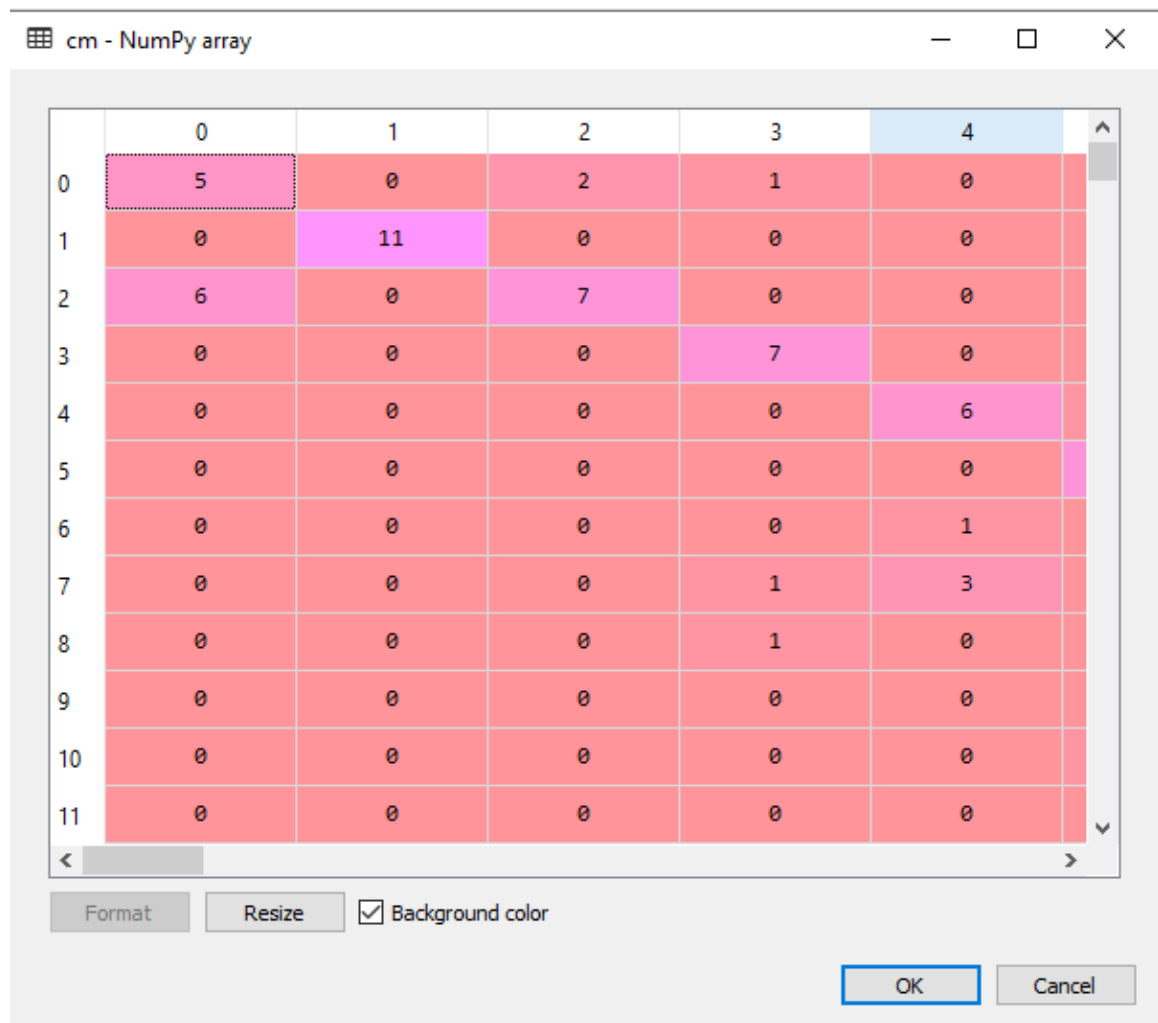 cm - NumPy array
0 1 2 3 4
0 5 0 2 1 0
1 0 11 0 0 0
2 6 0 7 0 0
3 0 0 0 7 0
4 0 0 0 0 6
5 0 0 0 0 0
6 0 0 0 0 1
7 0 0 0 1 3
8 0 0 0 1 0
9 0 0 0 0 0
10 0 0 0 0 0
11 0 0 0 0 0
Format Resize Background color
OK Cancel